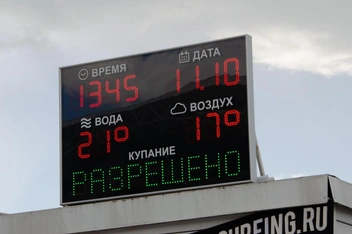 ВРЕМЯ ДАТА
1345 11.10
ВОДА ВОЗДУХ
21° 17°
КУПАНИЕ
РАЗРЕШЕНО
SURFING.RU